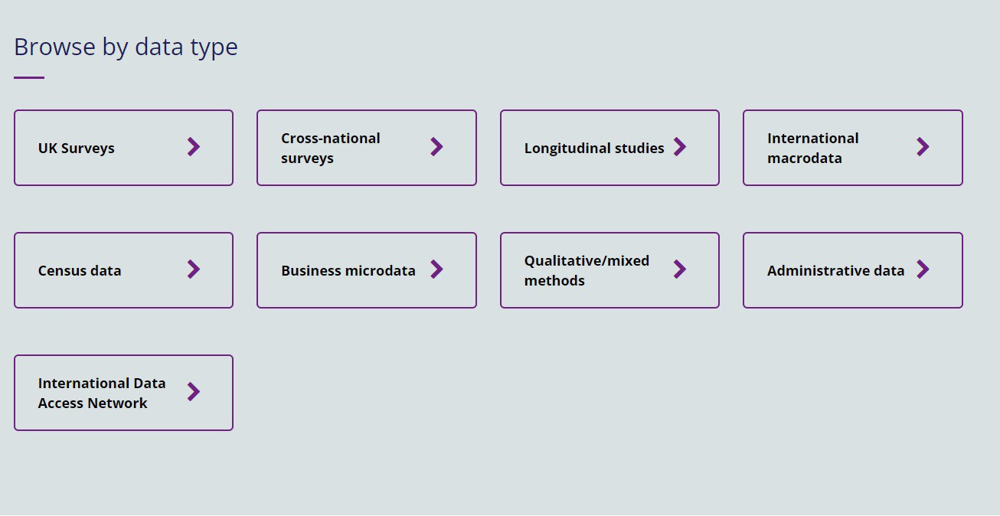 Browse by data type
UK Surveys
Cross-national
surveys
Longitudinal studies
International
macrodata
Census data
Business microdata
Qualitative/mixed
methods
Administrative data
International Data
Access Network